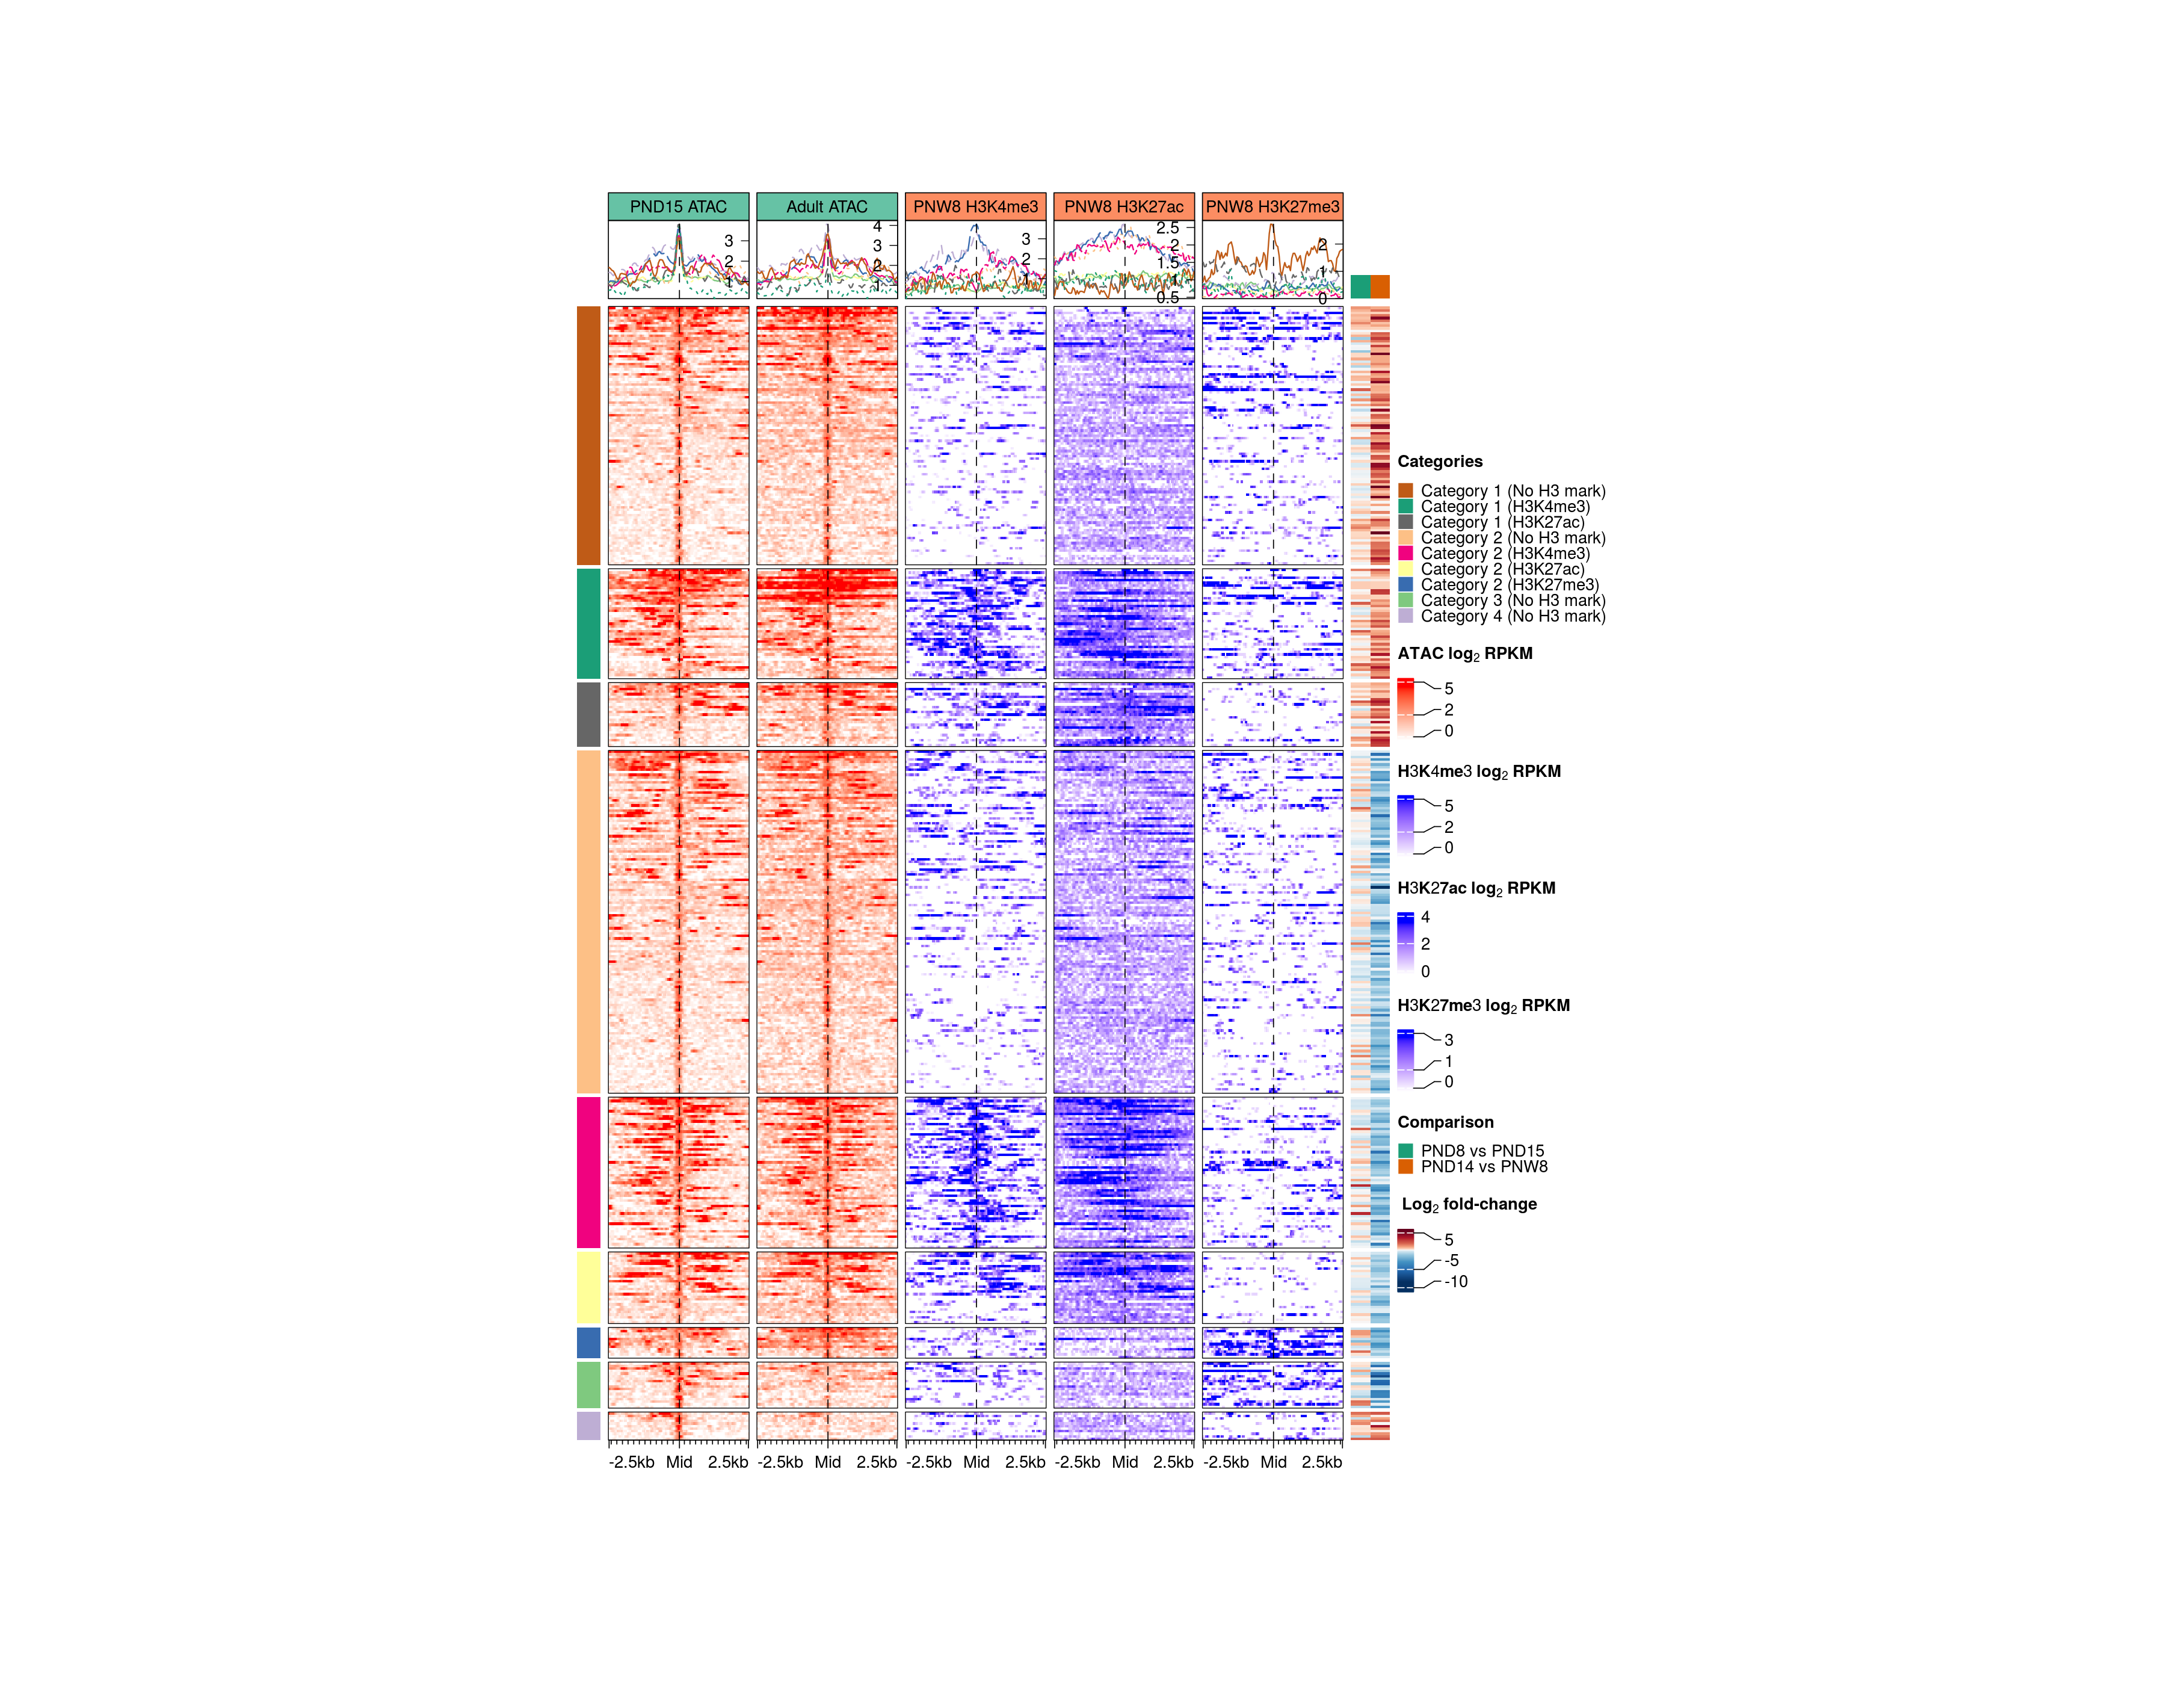 PND15 ATAC Adult ATAC PNW8 H3K4me3 PNW8 H3K27ac PNW8 H3K27me3
3
2
1
4
3
2
1
3
2
1
2.5
2
1.5
1
0.5
2
1
0
Categories
Category 1 (No H3 mark)
Category 1 (H3K4me3)
Category 1 (H3K27ac)
Category 2 (No H3 mark)
Category 2 (H3K4me3)
Category 2 (H3K27ac)
Category 2 (H3K27me3)
Category 3 (No H3 mark)
Category 4 (No H3 mark)
ATAC log₂ RPKM
5
2
0
H3K4me3 log₂ RPKM
5
2
0
H3K27ac log₂ RPKM
4
2
0
H3K27me3 log₂ RPKM
3
1
0
Comparison
PND8 vs PND15
PND14 vs PNW8
Log₂ fold-change
5
-5
-10
-2.5kb Mid 2.5kb -2.5kb Mid 2.5kb -2.5kb Mid 2.5kb -2.5kb Mid 2.5kb -2.5kb Mid 2.5kb